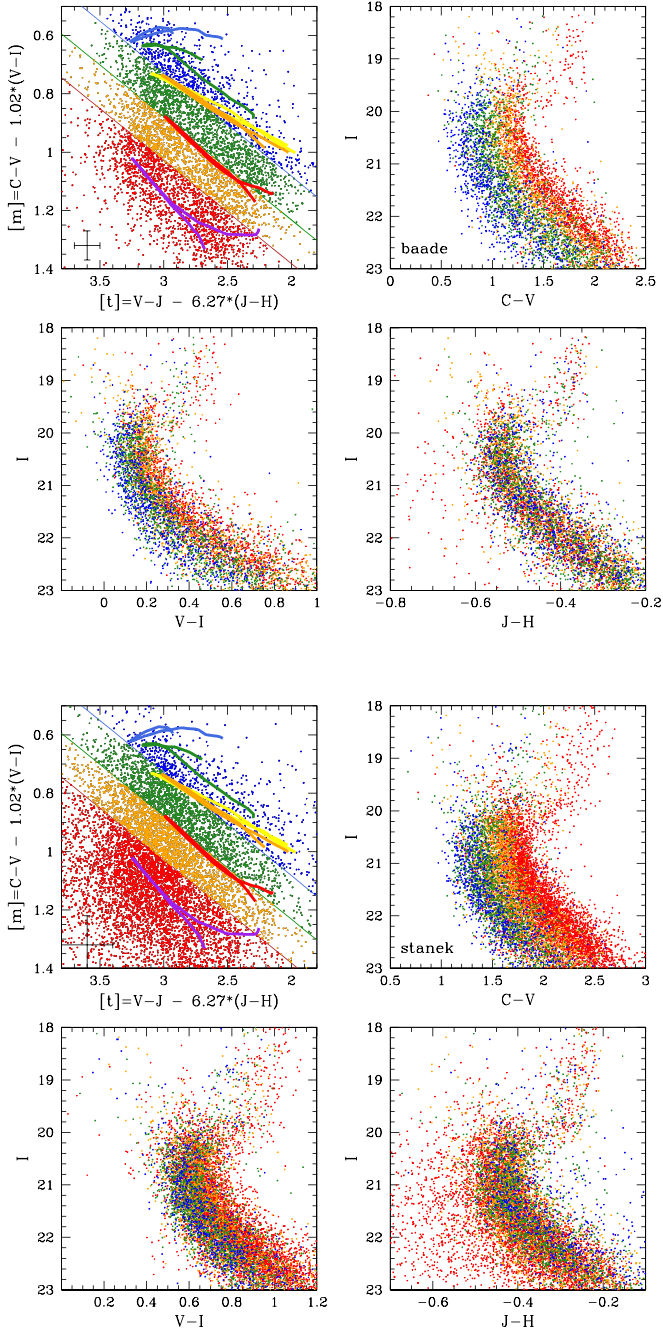 0.6
0.8
1
1.2
1.4
[m]=C-V - 1.02*(V-I)
3.5 3 2.5 2
[t]=V-J - 6.27*(J-H)
18
19
20
21
22
23
I
baade
0 0.5 1 1.5 2 2.5
C-V
18
19
20
21
22
23
I
0 0.2 0.4 0.6 0.8 1
V-I
18
19
20
21
22
23
I
-0.8 -0.6 -0.4 -0.2
J-H
0.6
0.8
1
1.2
1.4
[m]=C-V - 1.02*(V-I)
3.5 3 2.5 2
[t]=V-J - 6.27*(J-H)
18
19
20
21
22
23
I
stanek
0.5 1 1.5 2 2.5 3
C-V
18
19
20
21
22
23
I
0.2 0.4 0.6 0.8 1 1.2
V-I
18
19
20
21
22
23
I
-0.6 -0.4 -0.2
J-H